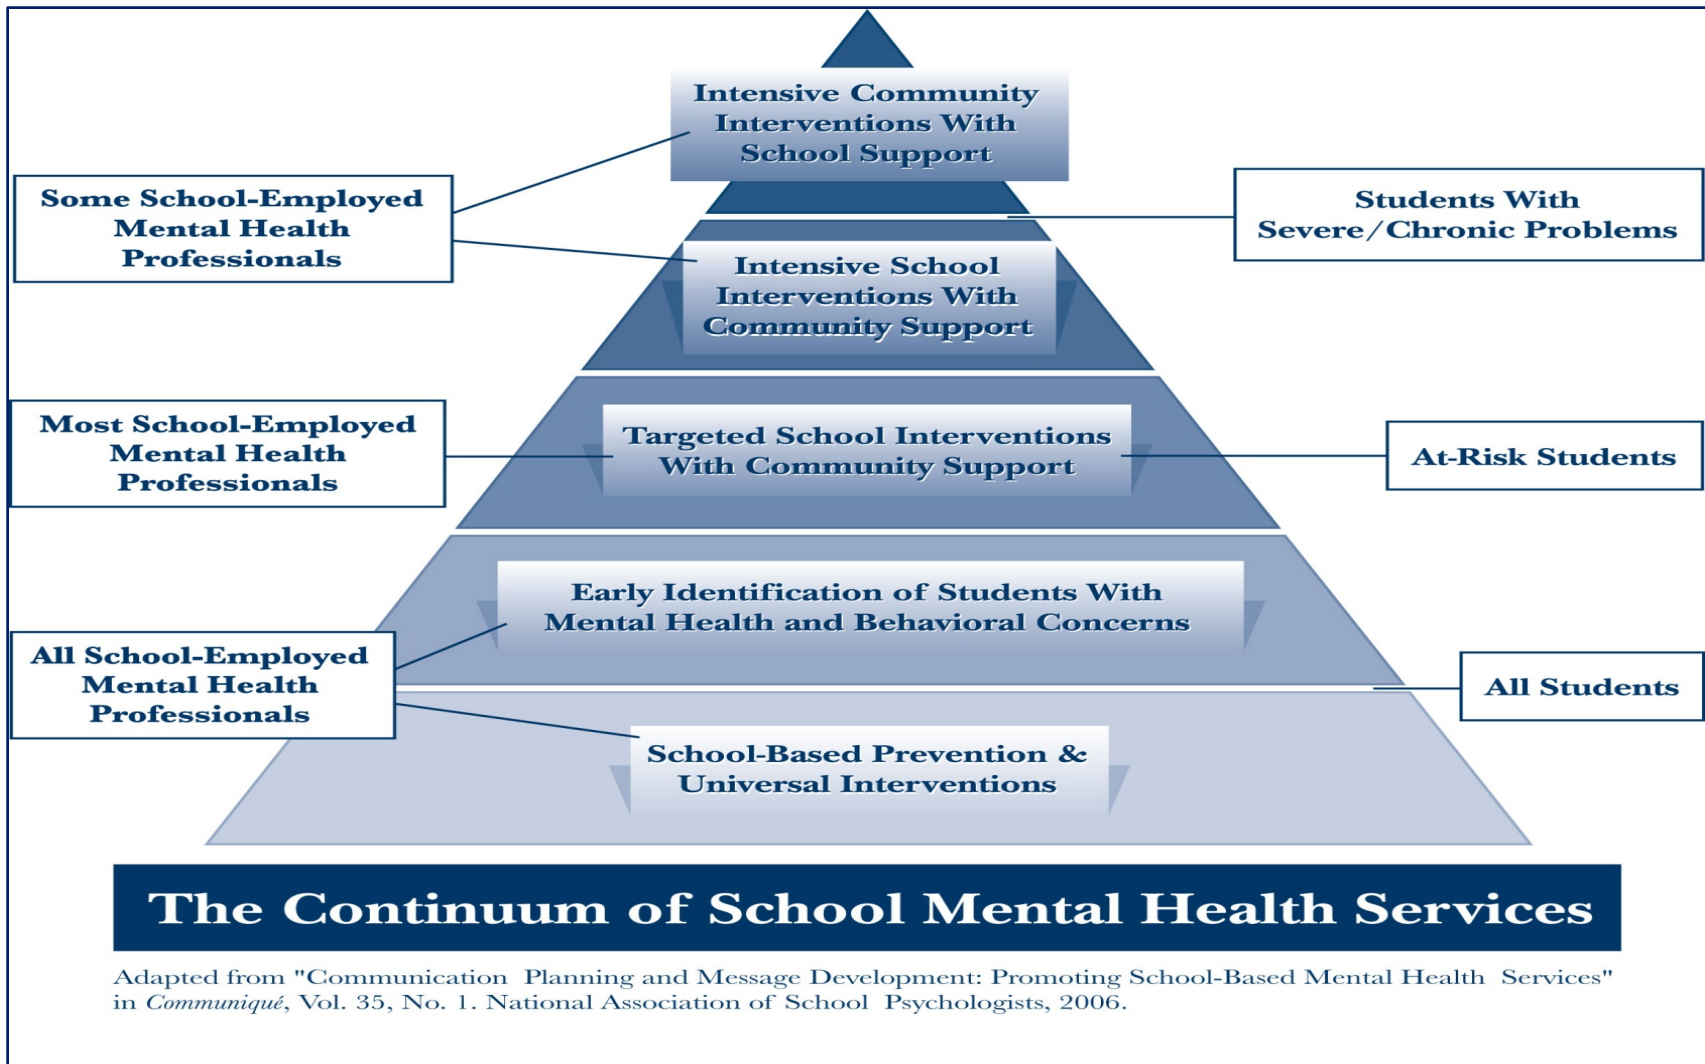 Intensive Community
Interventions With
School Support
Some School-Employed
Mental Health
Professionals
Students With
Severe/Chronic Problems
Intensive School
Interventions With
Community Support
Most School-Employed
Mental Health
Professionals
Targeted School Interventions
With Community Support
At-Risk Students
Early Identification of Students With
Mental Health and Behavioral Concerns
All School-Employed
Mental Health
Professionals
All Students
School-Based Prevention &
Universal Interventions
The Continuum of School Mental Health Services
Adapted from "Communication Planning and Message Development: Promoting School-Based Mental Health Services"
in Communiqué, Vol. 35, No. 1. National Association of School Psychologists, 2006.